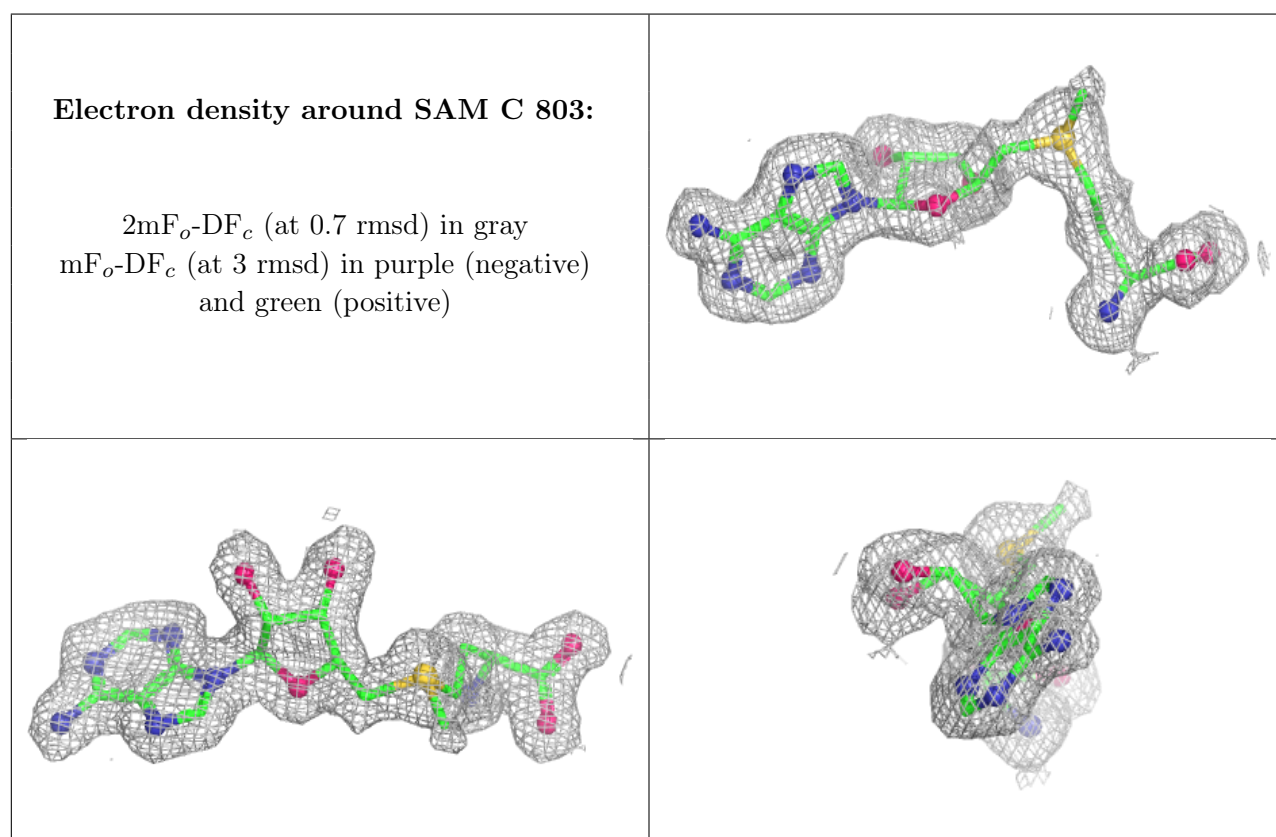 Electron density around SAM C 803:
2mFo-DFc (at 0.7 rmsd) in gray
mFo-DFc (at 3 rmsd) in purple (negative)
and green (positive)